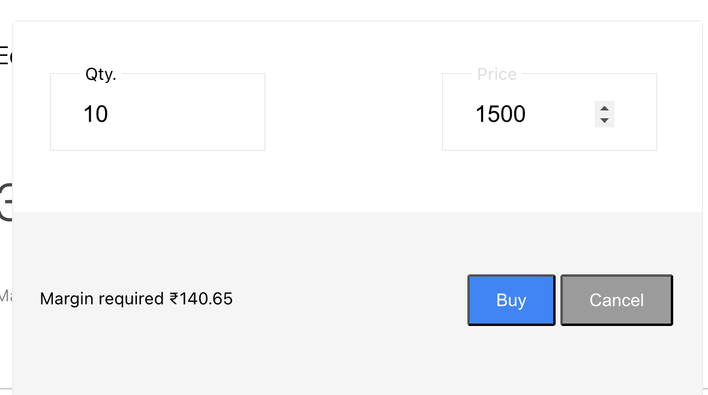 Qty.
Price
10
1500
Margin required ₹140.65
Buy
Cancel